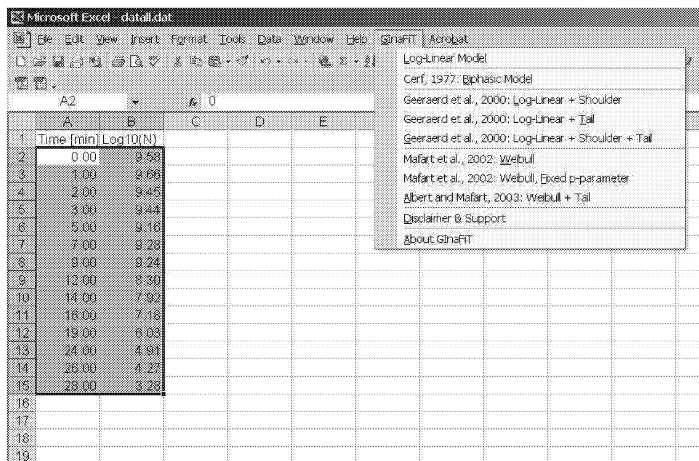 Microsoft Excel - datall.dat
File Edit View Insert Format Tools Data Window Help GInaFiT Acrobat
A2 fx 0
A B C D E
1 Time [min] Log10(N)
2 0.00 9.58
3 1.00 9.66
4 2.00 9.45
5 3.00 9.44
6 5.00 9.16
7 7.00 9.28
8 9.00 9.24
9 12.00 8.30
10 14.00 7.92
11 16.00 7.18
12 19.00 6.03
13 24.00 4.91
14 26.00 4.27
15 28.00 3.28
16
17
18
19
Log-Linear Model
Cerf, 1977: Biphasic Model
Geeraerd et al., 2000: Log-Linear + Shoulder
Geeraerd et al., 2000: Log-Linear + Tail
Geeraerd et al., 2000: Log-Linear + Shoulder + Tail
Mafart et al., 2002: Weibull
Mafart et al., 2002: Weibull, Fixed p-parameter
Albert and Mafart, 2003: Weibull + Tail
Disclaimer & Support
About GInaFiT